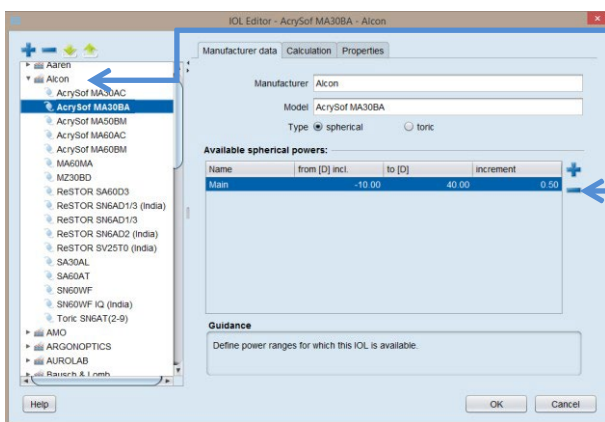 IOL Editor - AcrySof MA30BA - Alcon
Aaren
Alcon
AcrySof MA30AC
AcrySof MA30BA
AcrySof MA50BM
AcrySof MA60AC
AcrySof MA60BM
MA60MA
MZ30BD
ReSTOR SA60D3
ReSTOR SN6AD1/3 (India)
ReSTOR SN6AD1/3
ReSTOR SN6AD2 (India)
ReSTOR SV25T0 (India)
SA30AL
SA60AT
SN60WF
SN60WF IQ (India)
Toric SN6AT(2-9)
AMO
ARGONOPTICS
AUROLAB
Bausch & Lomb
Manufacturer data Calculation Properties
Manufacturer Alcon
Model AcrySof MA30BA
Type spherical toric
Available spherical powers:
Name from [D] incl. to [D] increment
Main -10.00 40.00 0.50
Guidance
Define power ranges for which this IOL is available.
Help OK Cancel